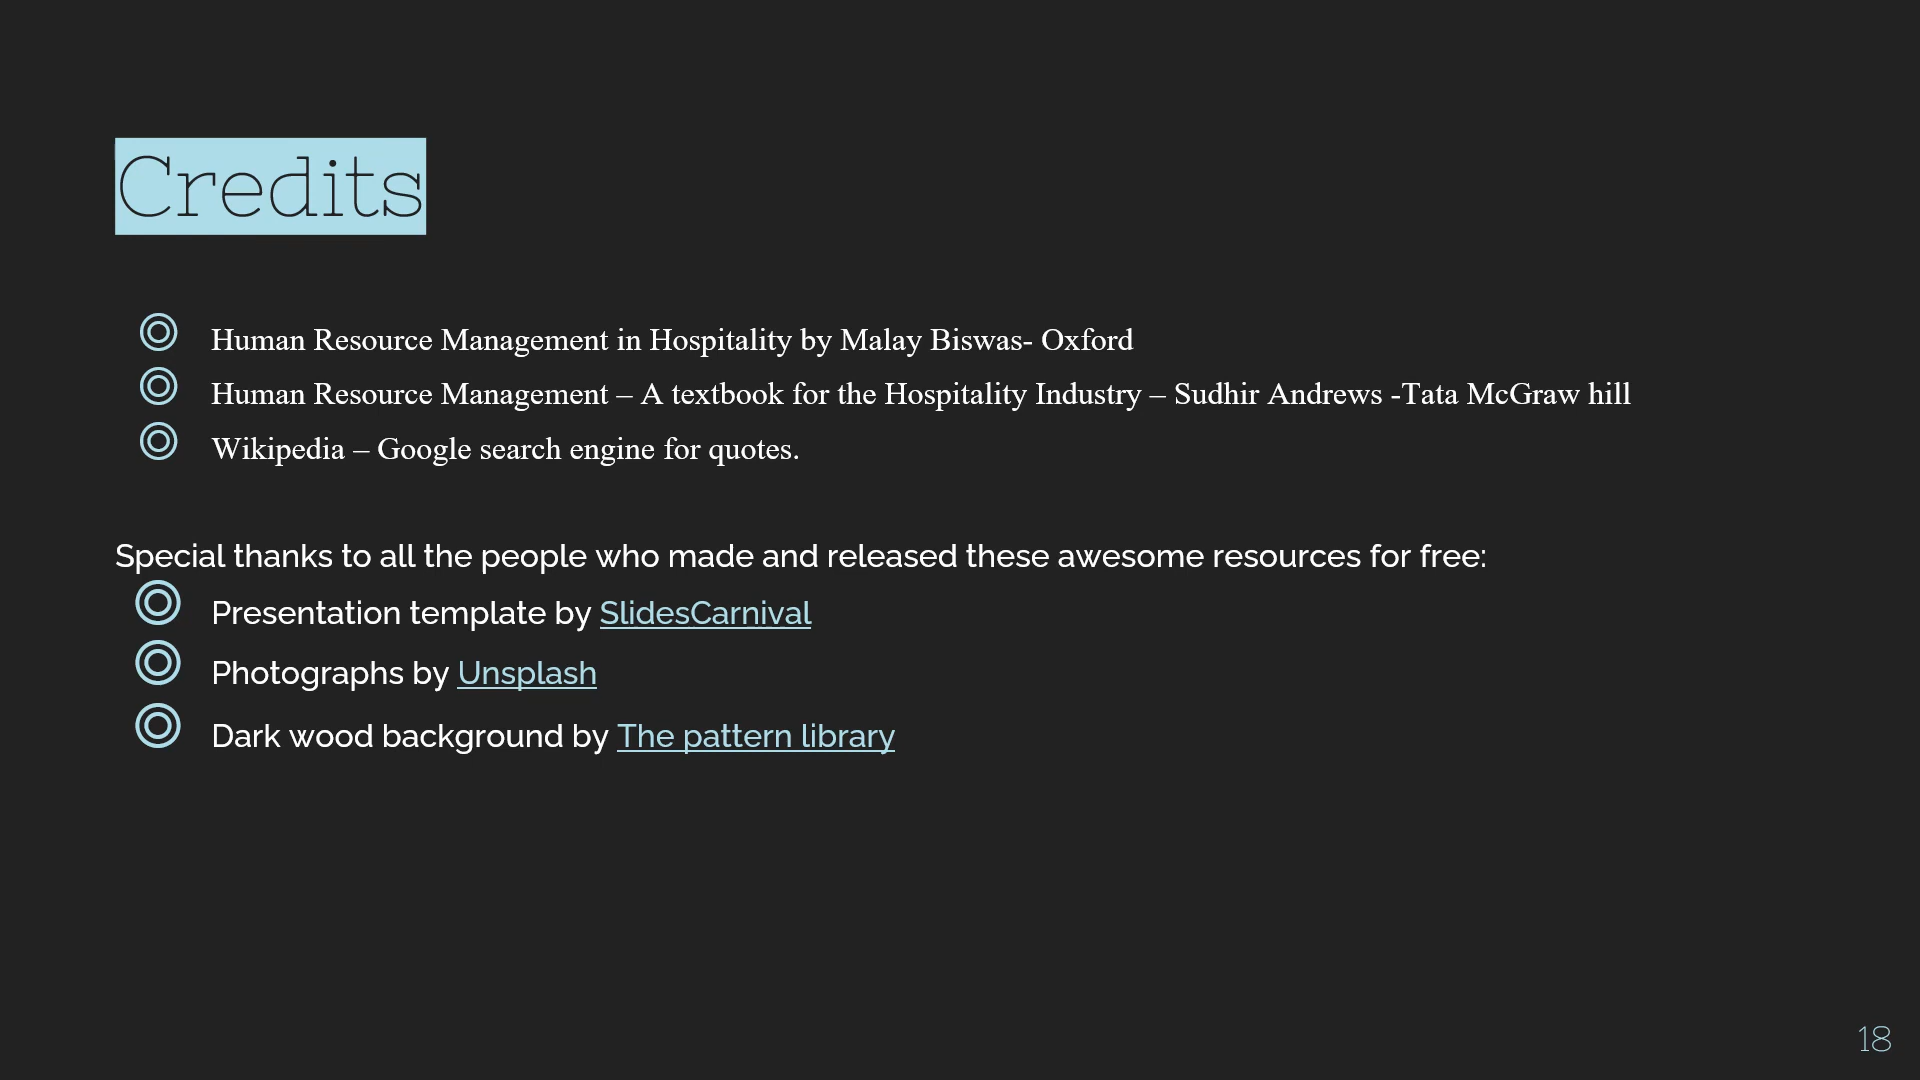 Credits
Human Resource Management in Hospitality by Malay Biswas- Oxford
Human Resource Management – A textbook for the Hospitality Industry – Sudhir Andrews -Tata McGraw hill
Wikipedia – Google search engine for quotes.
Special thanks to all the people who made and released these awesome resources for free:
Presentation template by SlidesCarnival
Photographs by Unsplash
Dark wood background by The pattern library
18